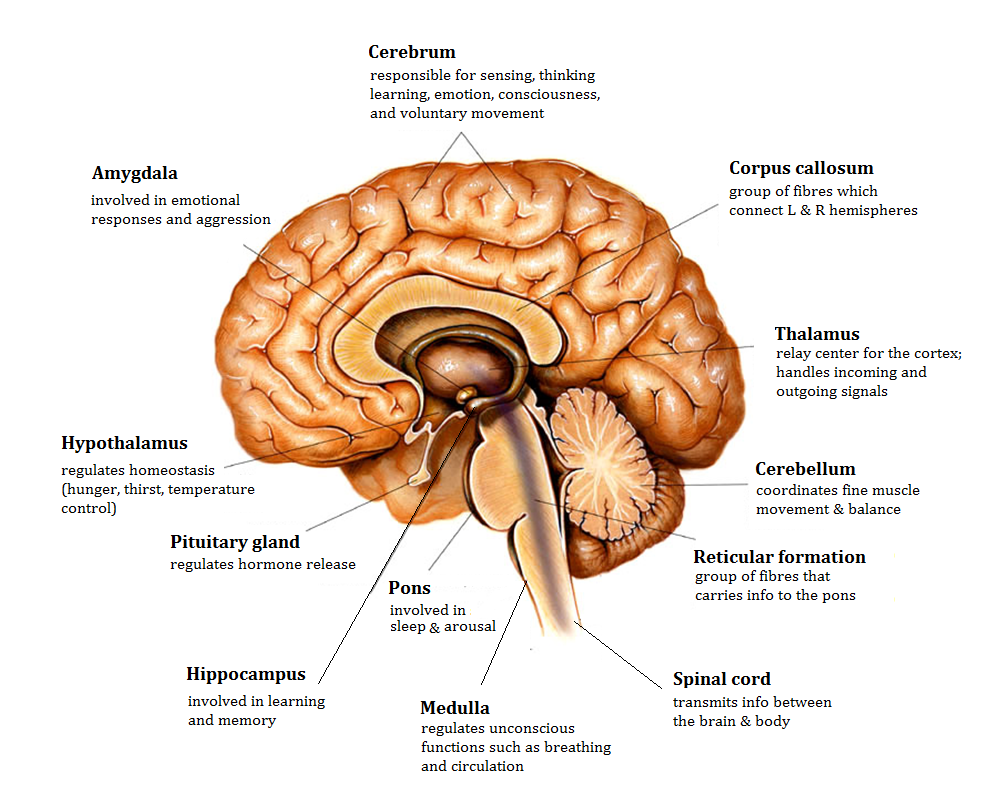 Cerebrum
responsible for sensing, thinking
learning, emotion, consciousness,
and voluntary movement
Amygdala
involved in emotional
responses and aggression
Corpus callosum
group of fibres which
connect L & R hemispheres
Thalamus
relay center for the cortex;
handles incoming and
outgoing signals
Hypothalamus
regulates homeostasis
(hunger, thirst, temperature
control)
Cerebellum
coordinates fine muscle
movement & balance
Pituitary gland
regulates hormone release
Reticular formation
group of fibres that
carries info to the pons
Pons
involved in
sleep & arousal
Hippocampus
involved in learning
and memory
Medulla
regulates unconscious
functions such as breathing
and circulation
Spinal cord
transmits info between
the brain & body